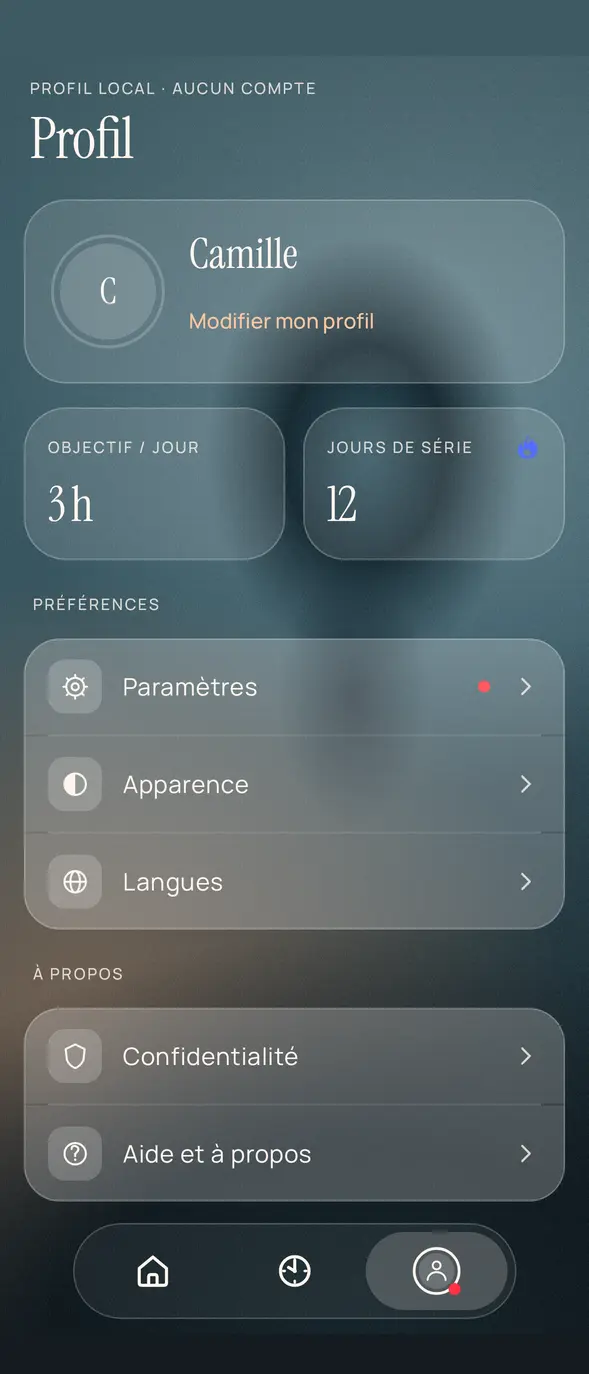 PROFIL LOCAL · AUCUN COMPTE
Profil
C
Camille
Modifier mon profil
OBJECTIF / JOUR
3 h
JOURS DE SÉRIE
12
PRÉFÉRENCES
Paramètres
Apparence
Langues
À PROPOS
Confidentialité
Aide et à propos